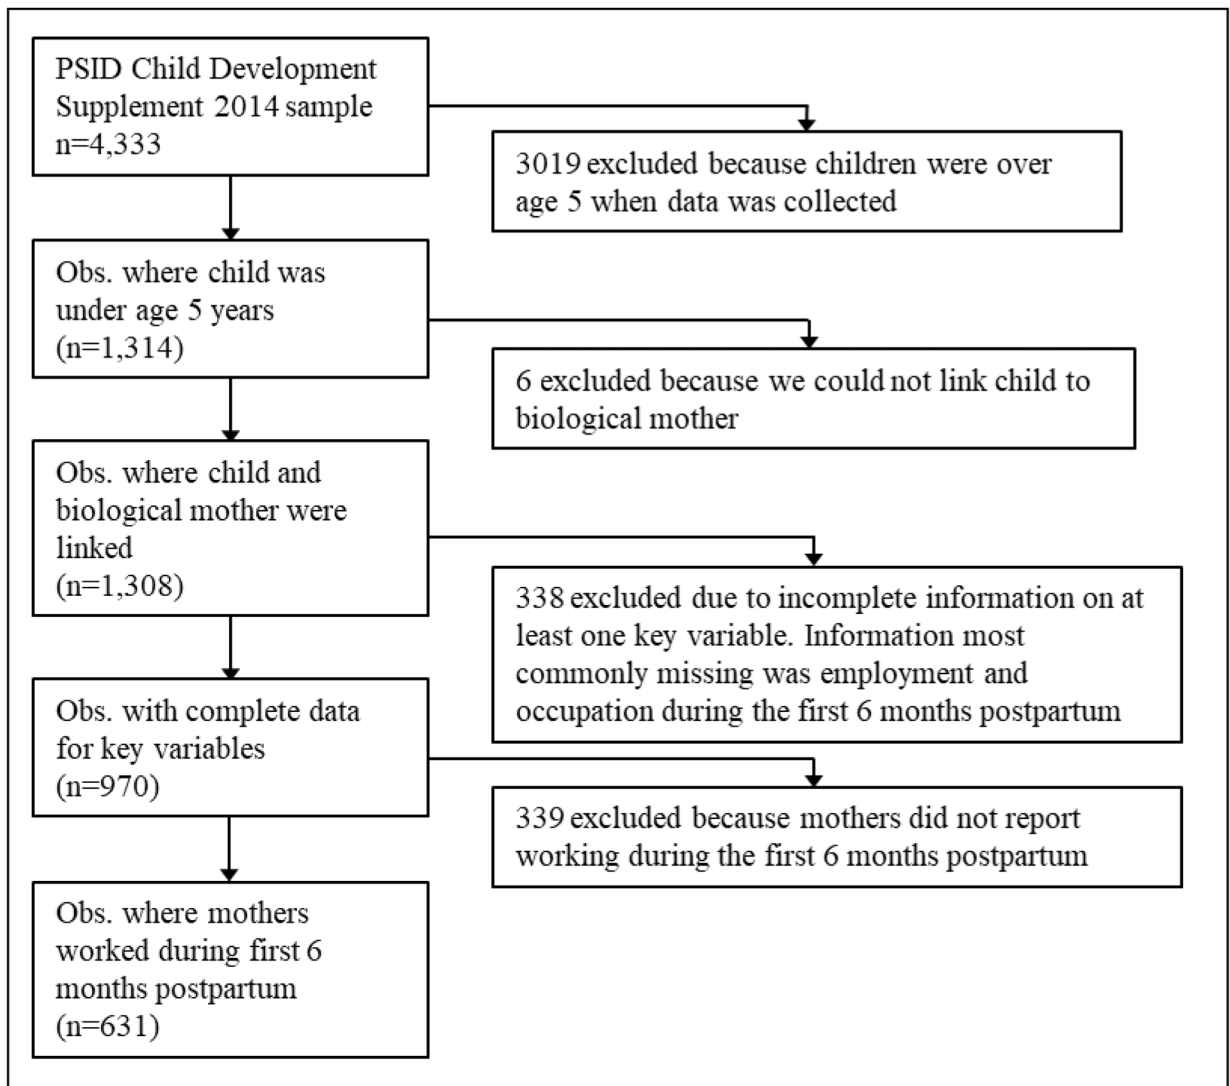 PSID Child Development
Supplement 2014 sample
n=4,333
3019 excluded because children were over
age 5 when data was collected
Obs. where child was
under age 5 years
(n=1,314)
6 excluded because we could not link child to
biological mother
Obs. where child and
biological mother were
linked
(n=1,308)
338 excluded due to incomplete information on at
least one key variable. Information most
commonly missing was employment and
occupation during the first 6 months postpartum
Obs. with complete data
for key variables
(n=970)
339 excluded because mothers did not report
working during the first 6 months postpartum
Obs. where mothers
worked during first 6
months postpartum
(n=631)